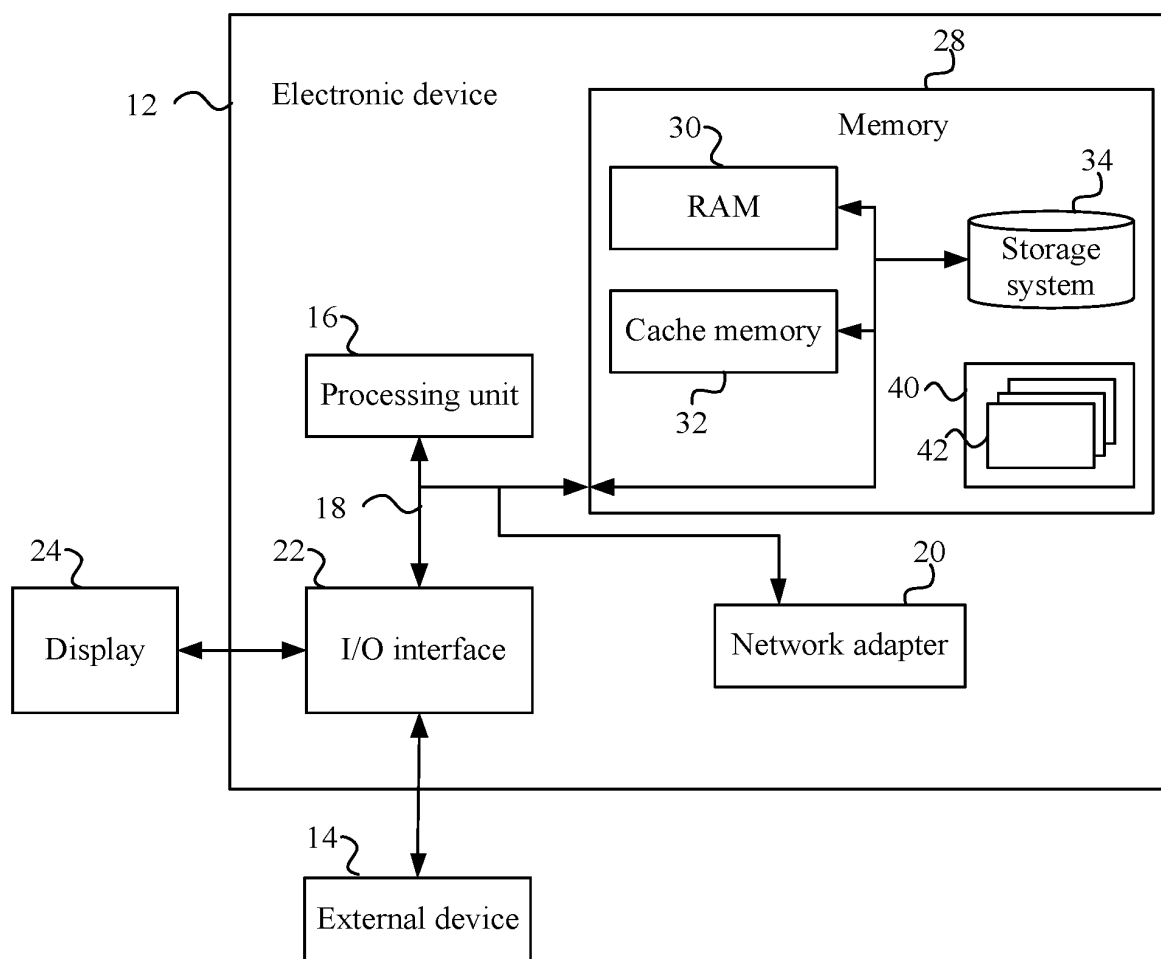 28
12
Electronic device
Memory
30
34
RAM
Storage
system
16
Cache memory
40
Processing unit
32
42
18
24
22
20
Display
I/O interface
Network adapter
14
External device